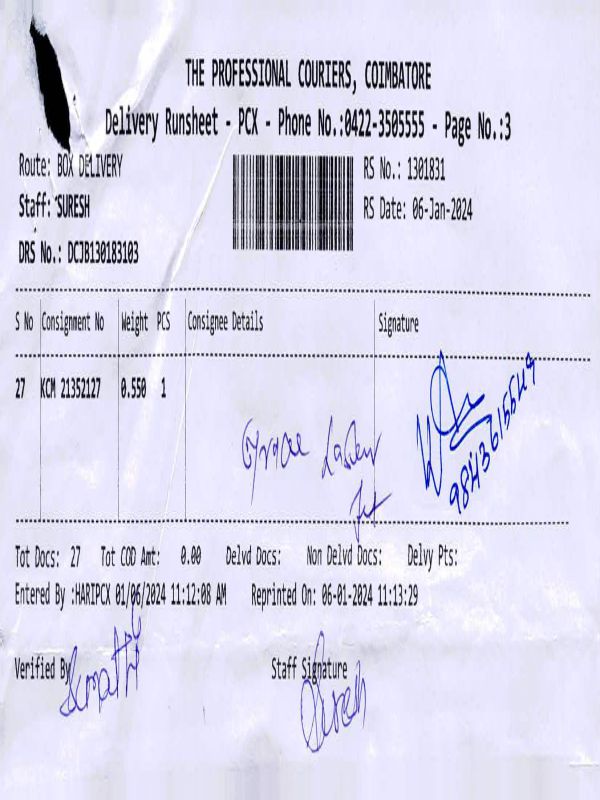 THE PROFESSIONAL COURIERS, COIMBATORE
Delivery Runsheet - PCX - Phone No.:0422-3505555 - Page No.:3
Route: BOX DELIVERY
RS No.: 1301831
Staff: SURESH
RS Date: 06-Jan-2024
DRS No.: DCJB130183103
S No Consignment No Weight PCS Consignee Details Signature
27 KCM 21352127 0.550 1
9843615549
Tot Docs: 27 Tot COD Amt: 0.00 Delvd Docs: Non Delvd Docs: Delvy Pts:
Entered By :HARIPCX 01/06/2024 11:12:08 AM Reprinted On: 06-01-2024 11:13:29
Verified By
Staff Signature
Suresh